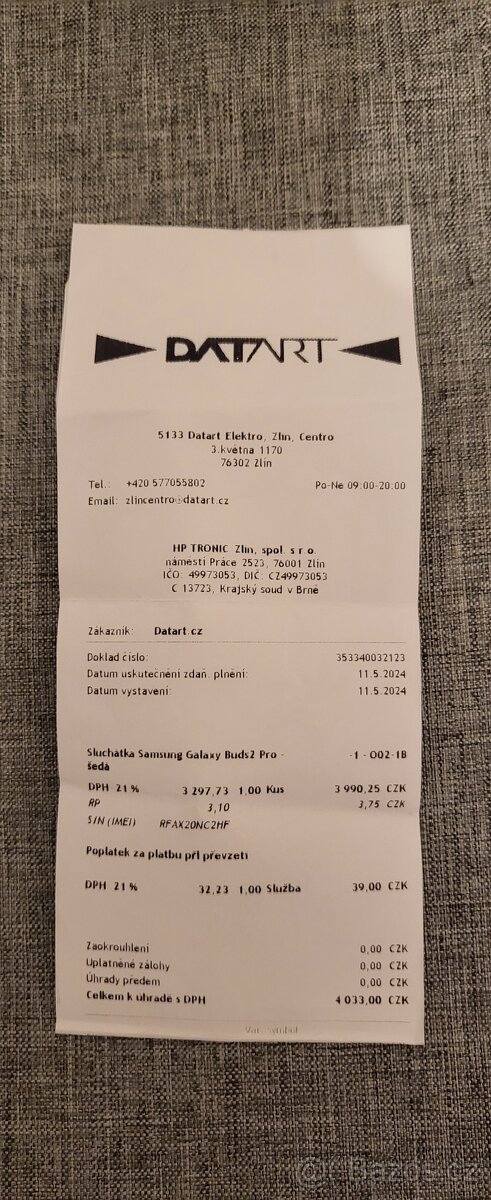 DATART
5133 Datart Elektro, Zlín, Centro
3.května 1170
76302 Zlín
Tel.: +420 577055802 Po-Ne 09:00-20:00
Email: zlincentro@datart.cz
HP TRONIC Zlín, spol. s r.o.
náměstí Práce 2523, 76001 Zlín
IČO: 49973053, DIČ: CZ49973053
C 13723, Krajský soud v Brně
Zákazník: Datart.cz
Doklad číslo: 353340032123
Datum uskutečnění zdaň. plnění: 11.5.2024
Datum vystavení: 11.5.2024
Sluchátka Samsung Galaxy Buds2 Pro - -1 - 002-1B
šedá
DPH 21 % 3 297,73 1,00 Kus 3 990,25 CZK
RP 3,10 3,75 CZK
S/N (IMEI) RFAX20NC2HF
Poplatek za platbu při převzetí
DPH 21 % 32,23 1,00 Služba 39,00 CZK
Zaokrouhlení 0,00 CZK
Uplatněné zálohy 0,00 CZK
Úhrady předem 0,00 CZK
Celkem k úhradě s DPH 4 033,00 CZK
Var. symbol
Bazos.cz